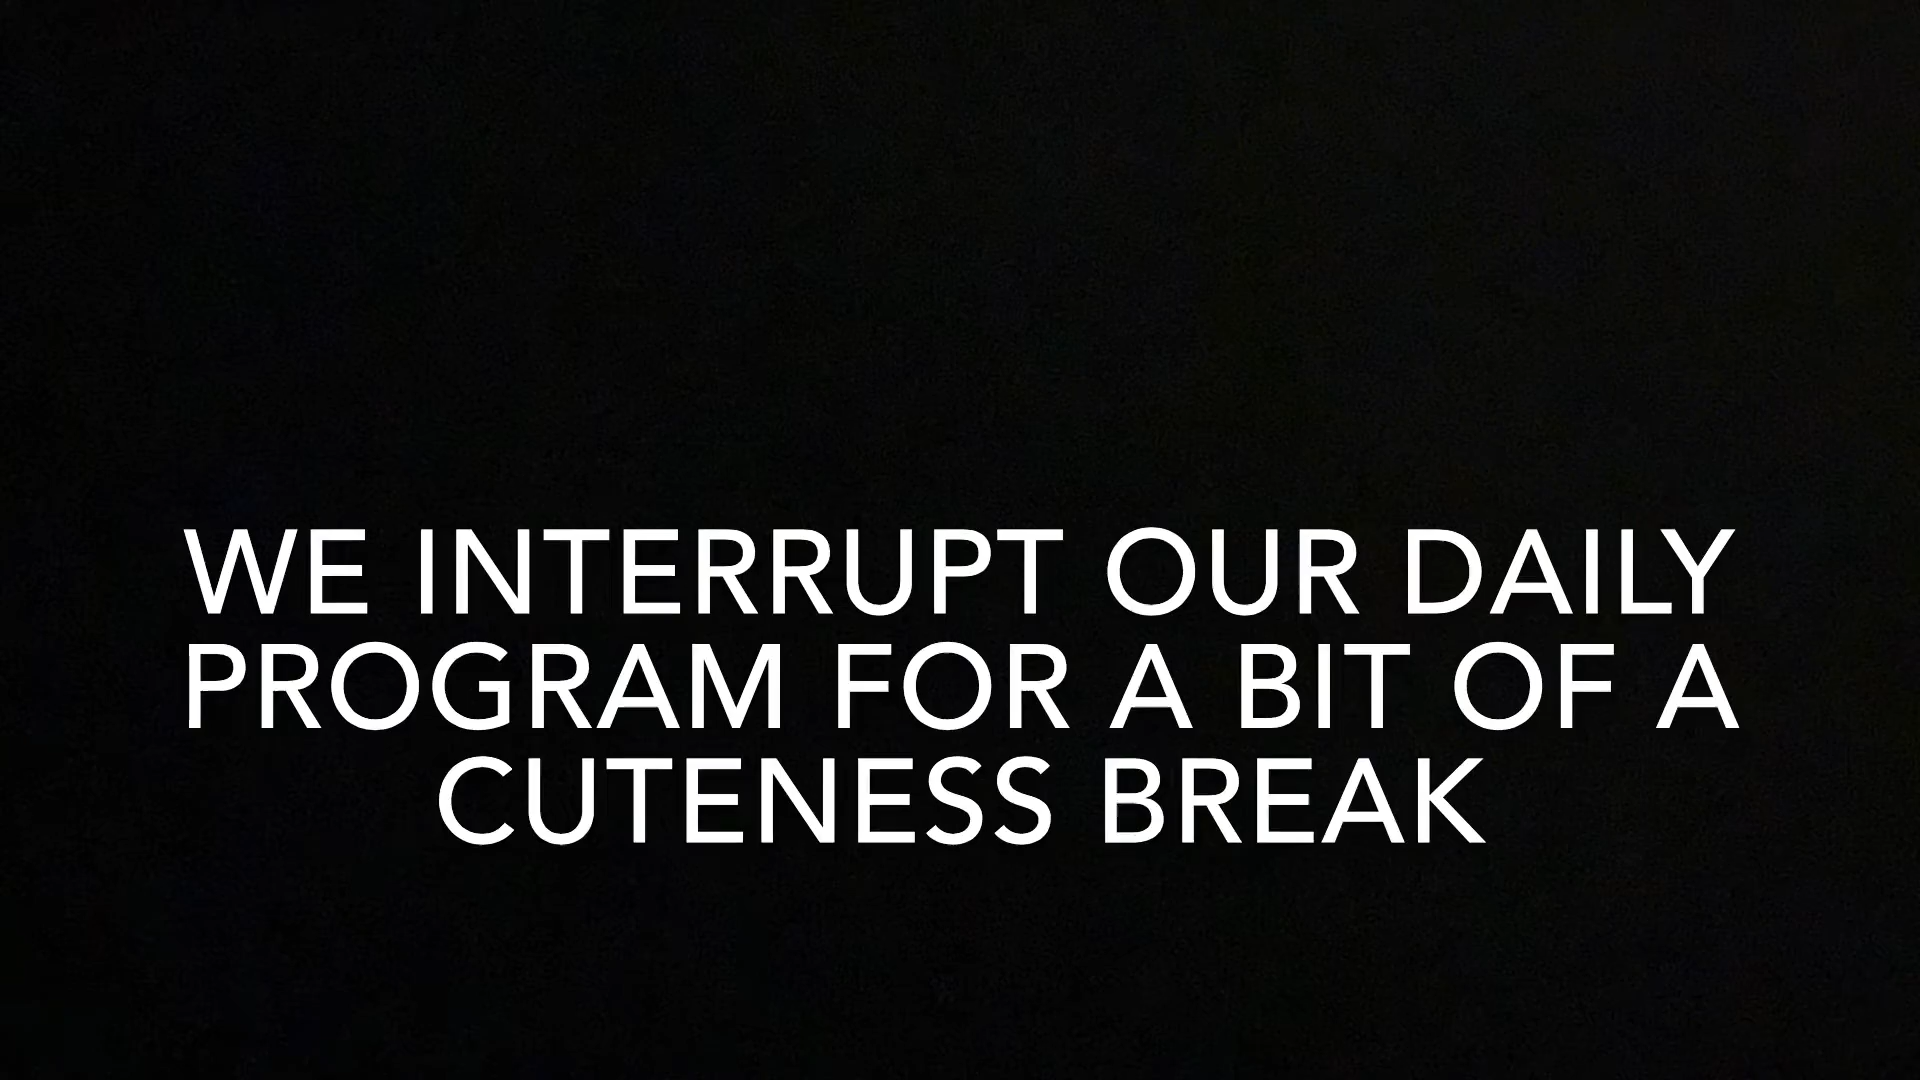 WE INTERRUPT OUR DAILY
PROGRAM FOR A BIT OF A
CUTENESS BREAK